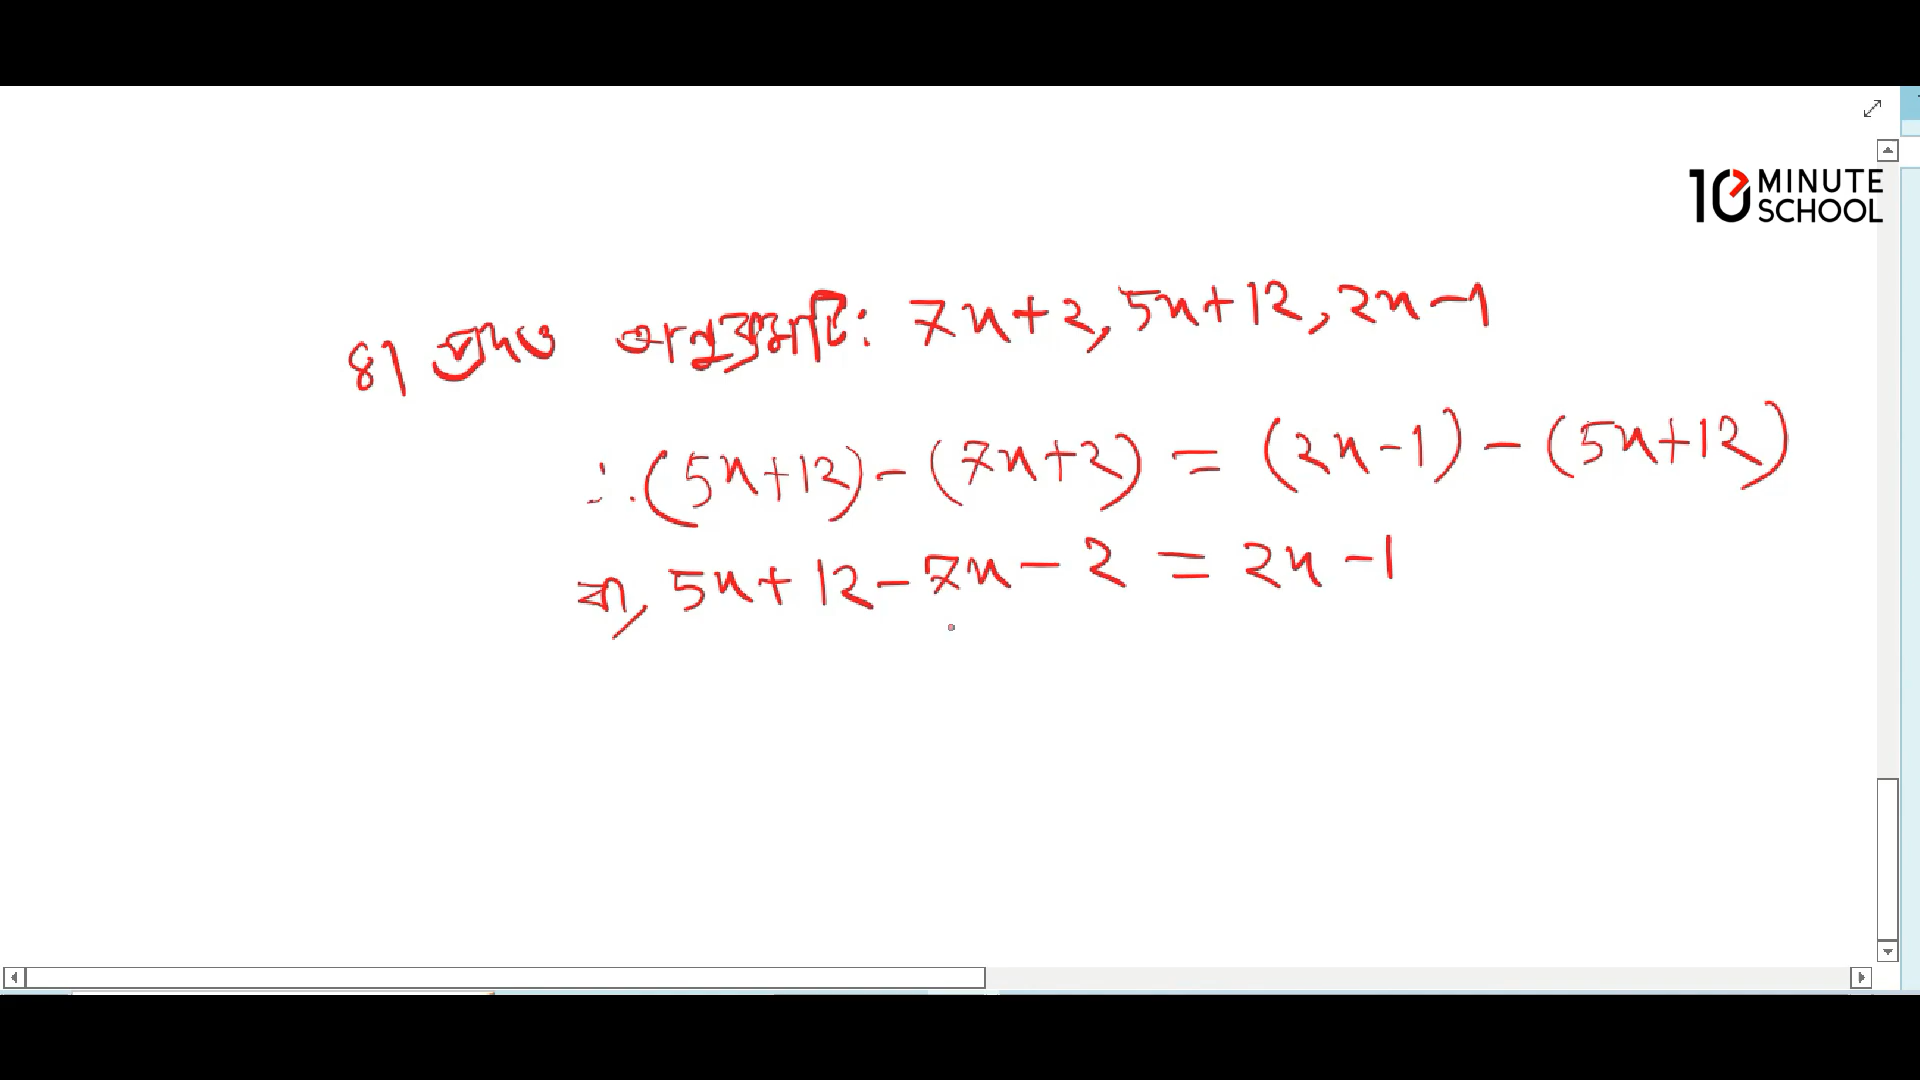 10 MINUTE SCHOOL
৪। প্রদত্ত অনুক্রমটি: 7x+2, 5x+12, 2x-1
∴ (5x+12) - (7x+2) = (2x-1) - (5x+12)
বা, 5x+12-7x-2 = 2x-1